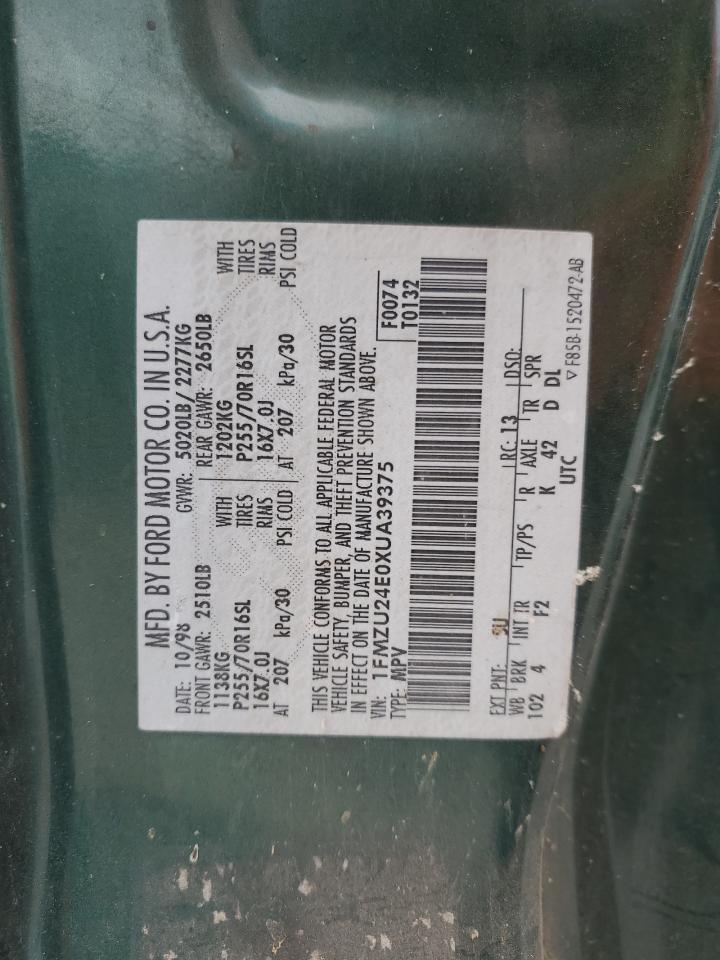 MFD. BY FORD MOTOR CO. IN U.S.A.
DATE: 10/98 GVWR: 5020LB/ 2277KG
FRONT GAWR: 2510LB REAR GAWR: 2650LB
1138KG WITH 1202KG WITH
P255/70R16SL TIRES P255/70R16SL TIRES
16X7.0J RIMS 16X7.0J RIMS
AT 207 kPa/30 PSI COLD AT 207 kPa/30 PSI COLD
THIS VEHICLE CONFORMS TO ALL APPLICABLE FEDERAL MOTOR
VEHICLE SAFETY, BUMPER, AND THEFT PREVENTION STANDARDS
IN EFFECT ON THE DATE OF MANUFACTURE SHOWN ABOVE.
VIN: 1FMZU24E0XUA39375 F0074
TYPE: MPV T0132
EXT PNT: SU RC: 13 DSO:
WB BRK INT TR TP/PS R AXLE TR SPR
102 4 F2 K 42 D DL
UTC ▽ F85B-1520472-AB